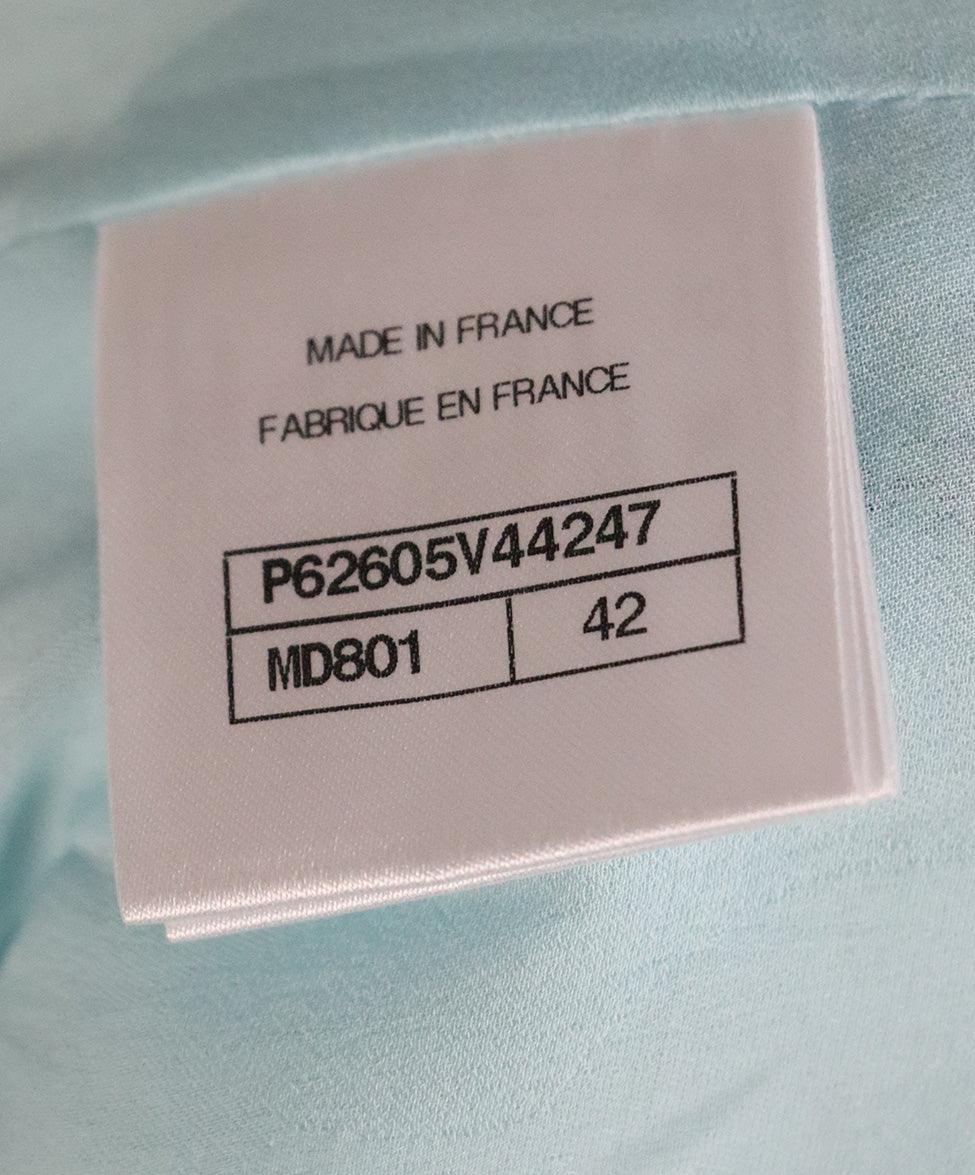 MADE IN FRANCE
FABRIQUE EN FRANCE
P62605V44247
MD801 42